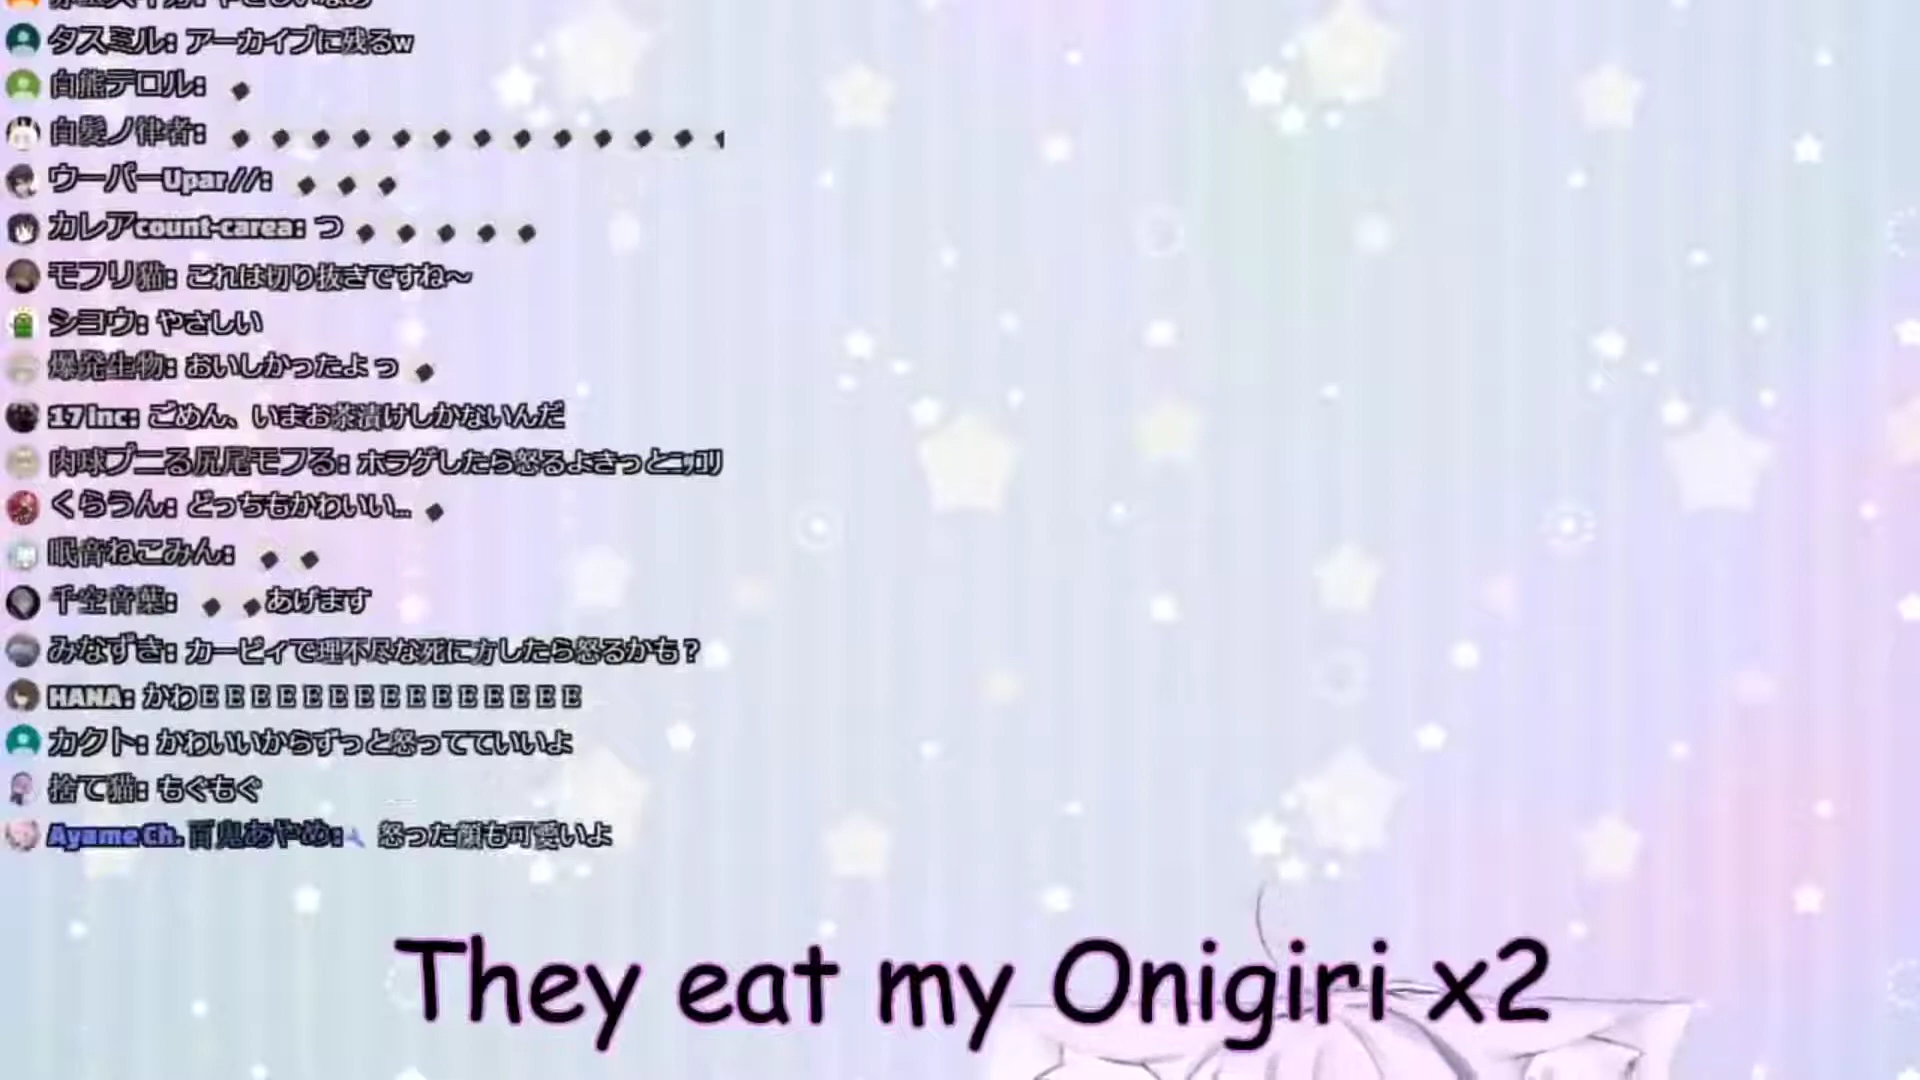 タスミル: アーカイブに残るw
白熊テロル:
白髪ノ律者:
ウーパーUpar//:
カレアcount-carea: つ
モフリ猫: これは切り抜きですね〜
シヨウ: やさしい
爆発生物: おいしかったよっ
17 Inc: ごめん、いまお茶漬けしかないんだ
肉球プニる尻尾モフる: ホラゲしたら怒るよきっとﾆｯｺﾘ
くらうん: どっちもかわいい...
眠音ねこみん:
千空音葉: あげます
みなずき: カービィで理不尽な死に方したら怒るかも？
HANA: かわＥＥＥＥＥＥＥＥＥＥＥＥＥＥＥ
カクト: かわいいからずっと怒ってていいよ
捨て猫: もぐもぐ
Ayame Ch. 百鬼あやめ: 怒った顔も可愛いよ
They eat my Onigiri x2